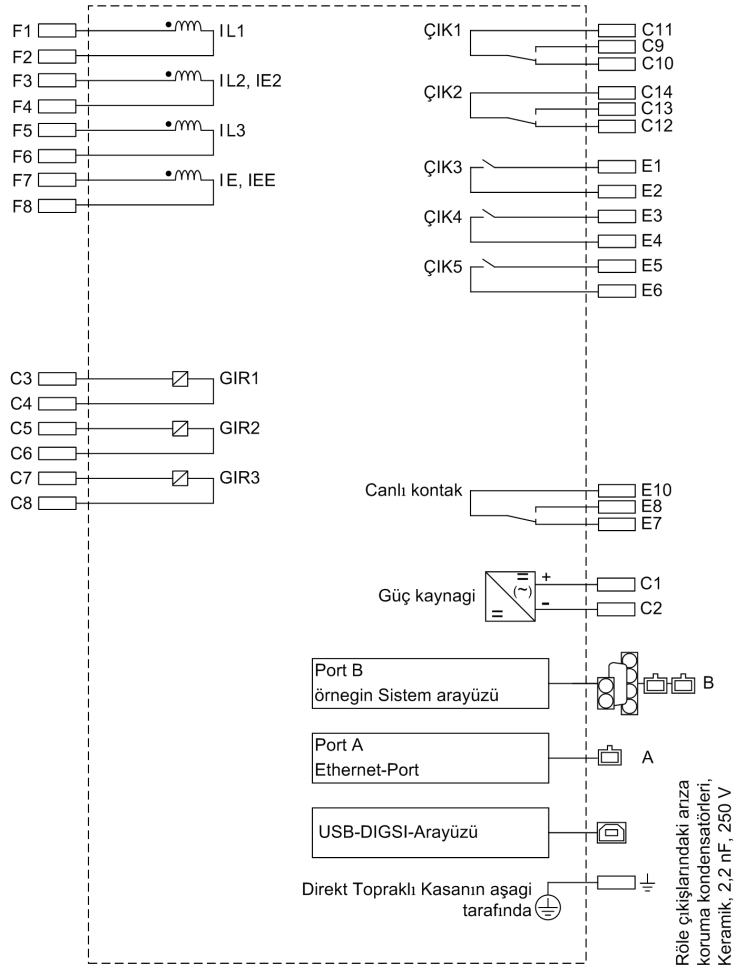 F1
IL1
F2
F3
IL2, IE2
F4
F5
IL3
F6
F7
IE, IEE
F8
C3
GIR1
C4
C5
GIR2
C6
C7
GIR3
C8
ÇIK1
C11
C9
C10
ÇIK2
C14
C13
C12
ÇIK3
E1
E2
ÇIK4
E3
E4
ÇIK5
E5
E6
Canlı kontak
E10
E8
E7
Güç kaynagi
=
(~)
=
+
-
C1
C2
Port B
örnegin Sistem arayüzü
B
Port A
Ethernet-Port
A
USB-DIGSI-Arayüzü
Direkt Topraklı Kasanın aşagi
tarafında
Röle çıkışlarındaki arıza
koruma kondensatörleri,
Keramik, 2,2 nF, 250 V